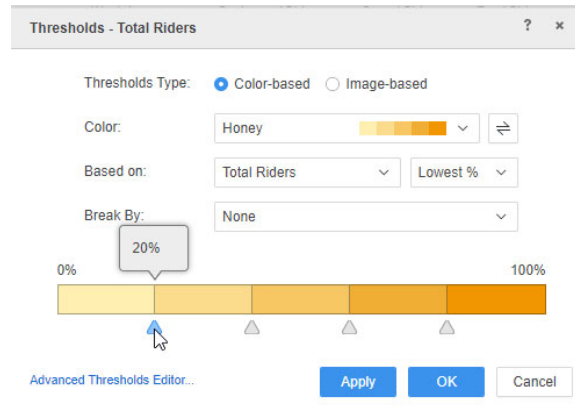 Thresholds - Total Riders ? ×
Thresholds Type: Color-based Image-based
Color: Honey
Based on: Total Riders Lowest %
Break By: None
20%
0% 100%
Advanced Thresholds Editor... Apply OK Cancel